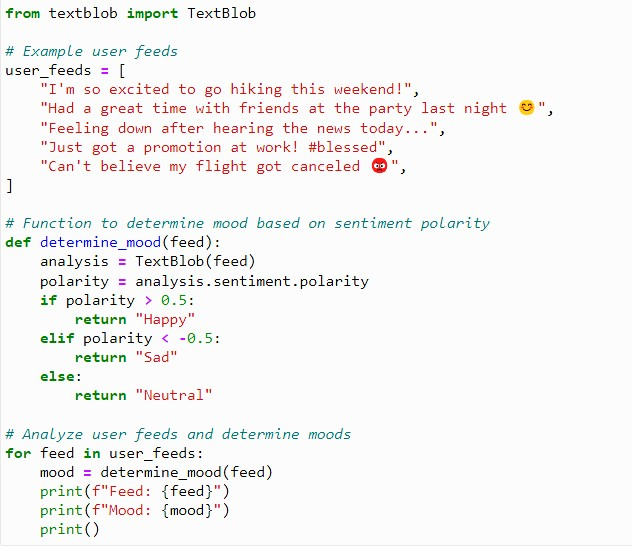 from textblob import TextBlob

# Example user feeds
user_feeds = [
    "I'm so excited to go hiking this weekend!",
    "Had a great time with friends at the party last night 😊",
    "Feeling down after hearing the news today...",
    "Just got a promotion at work! #blessed",
    "Can't believe my flight got canceled 😡",
]

# Function to determine mood based on sentiment polarity
def determine_mood(feed):
    analysis = TextBlob(feed)
    polarity = analysis.sentiment.polarity
    if polarity > 0.5:
        return "Happy"
    elif polarity < -0.5:
        return "Sad"
    else:
        return "Neutral"

# Analyze user feeds and determine moods
for feed in user_feeds:
    mood = determine_mood(feed)
    print(f"Feed: {feed}")
    print(f"Mood: {mood}")
    print()